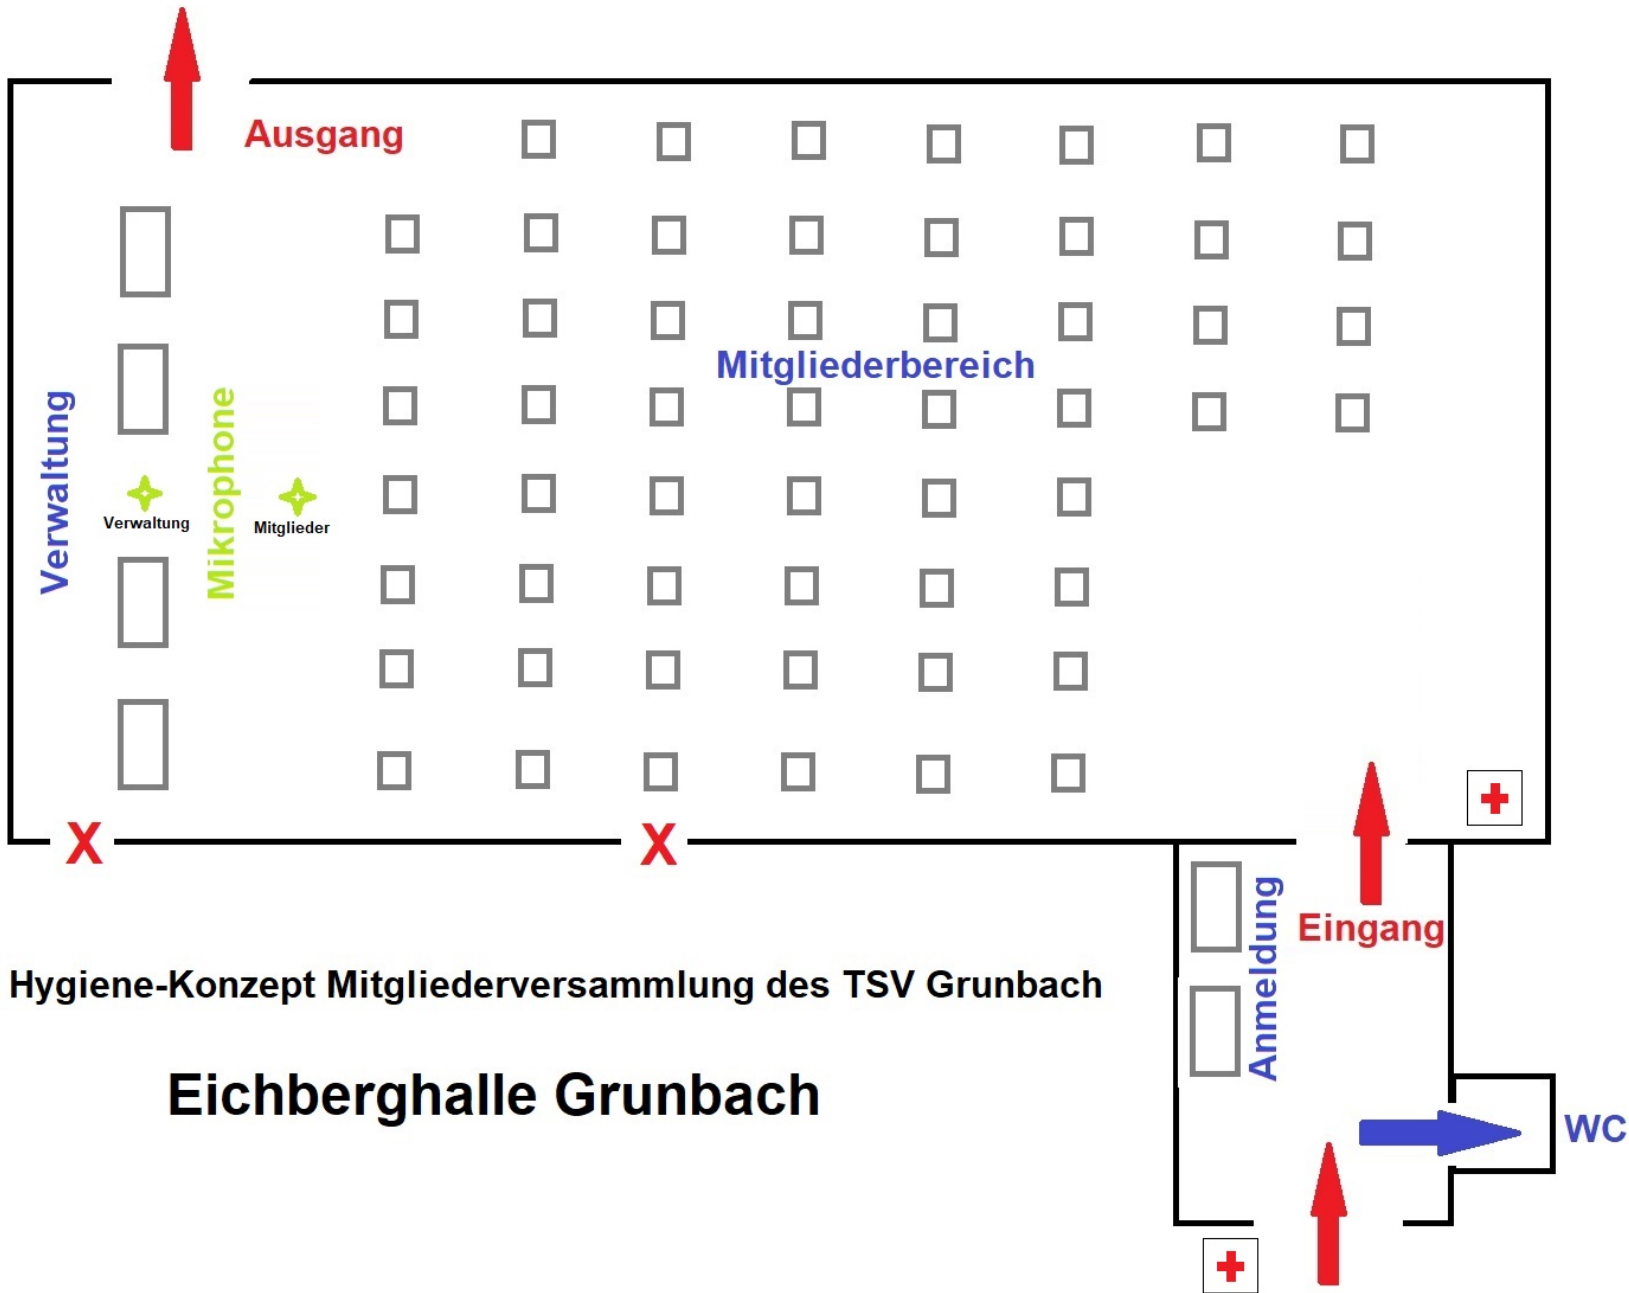 Ausgang
Mitgliederbereich
Verwaltung
Mikrophone
Verwaltung
Mitglieder
X
X
Anmeldung
Eingang
Hygiene-Konzept Mitgliederversammlung des TSV Grunbach
Eichberghalle Grunbach
WC